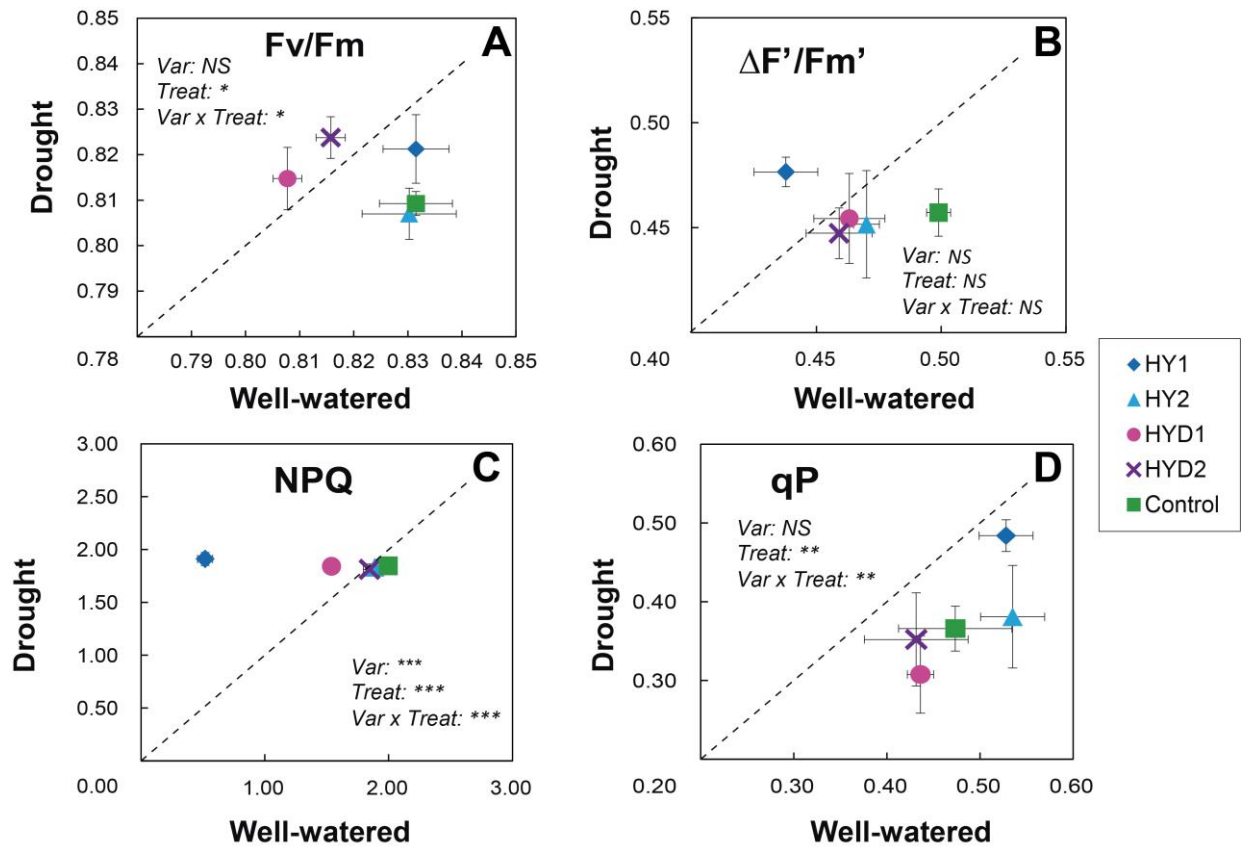 Fv/Fm
A
Var: NS
Treat: *
Var x Treat: *
0.85
0.84
0.83
0.82
0.81
0.80
0.79
0.78
0.79 0.80 0.81 0.82 0.83 0.84 0.85
Drought
Well-watered
B
ΔF’/Fm’
0.55
0.50
0.45
0.40
Var: NS
Treat: NS
Var x Treat: NS
0.45 0.50 0.55
Drought
Well-watered
HY1
HY2
HYD1
HYD2
Control
NPQ
C
3.00
2.50
2.00
1.50
1.00
0.50
0.00
Var: ***
Treat: ***
Var x Treat: ***
1.00 2.00 3.00
Drought
Well-watered
qP
D
Var: NS
Treat: **
Var x Treat: **
0.60
0.50
0.40
0.30
0.20
0.30 0.40 0.50 0.60
Drought
Well-watered